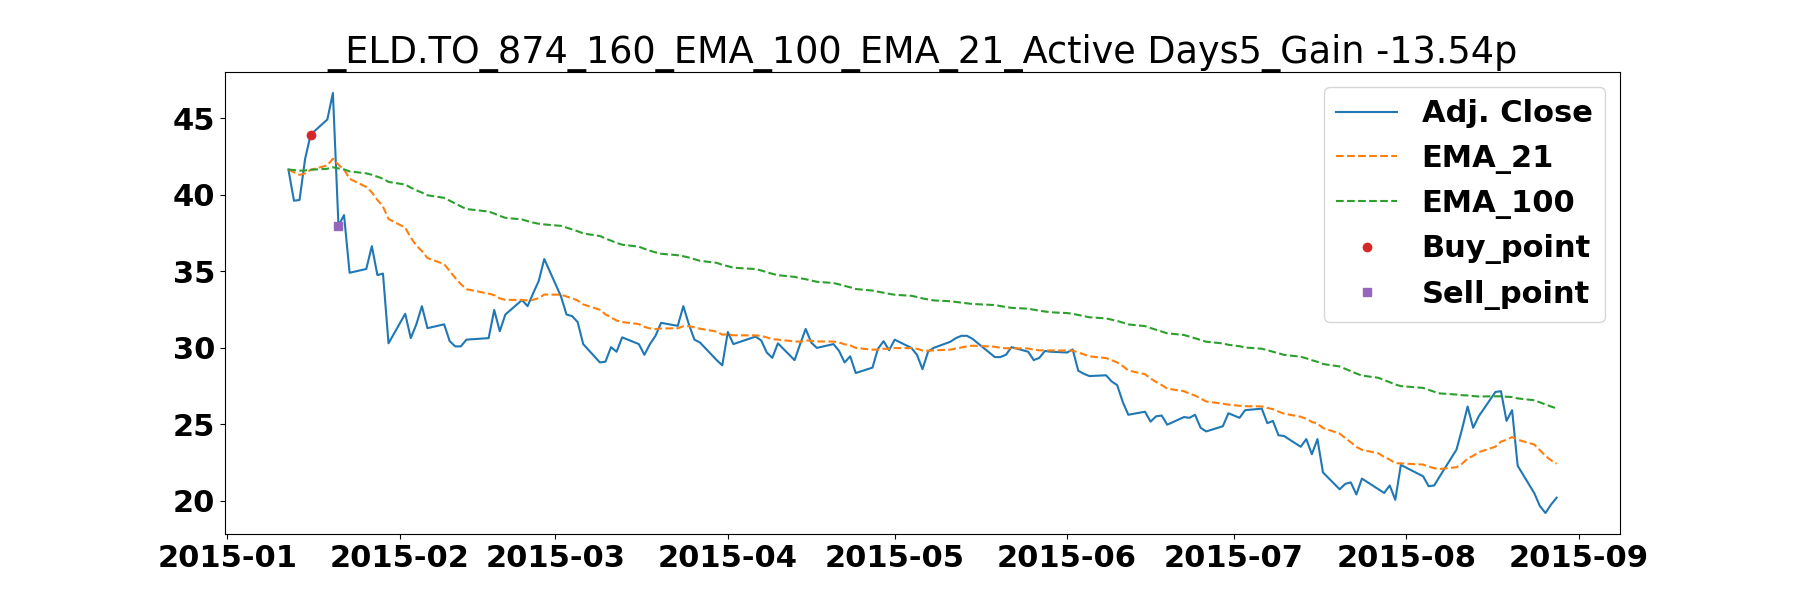 _ELD.TO_874_160_EMA_100_EMA_21_Active Days5_Gain -13.54p
Adj. Close
EMA_21
EMA_100
Buy_point
Sell_point
45
40
35
30
25
20
2015-01 2015-02 2015-03 2015-04 2015-05 2015-06 2015-07 2015-08 2015-09